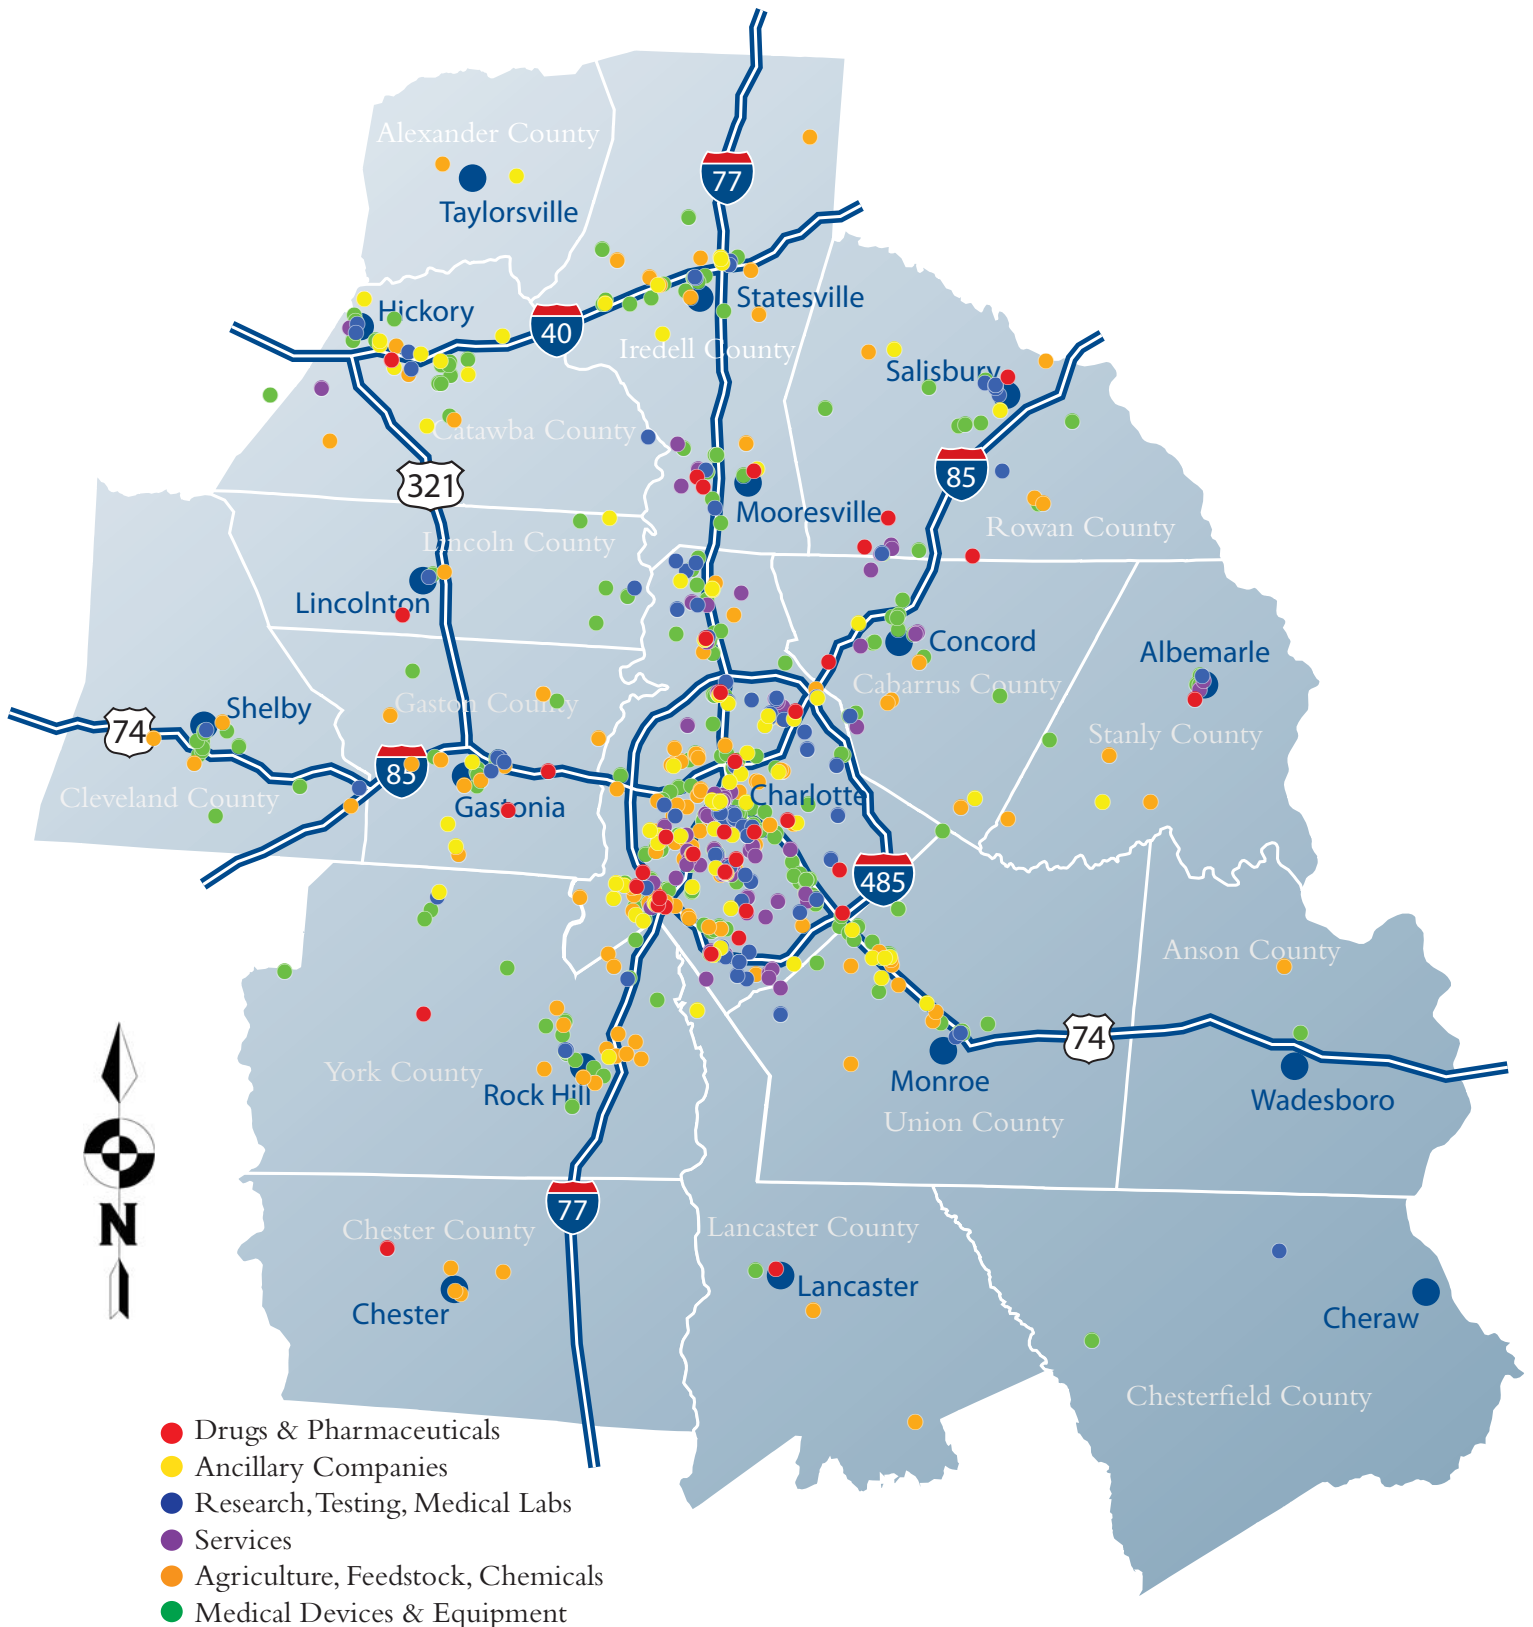 Alexander County
77
Taylorsville
Hickory
Statesville
40
Iredell County
Salisbury
Catawba County
321
85
Mooresville
Rowan County
Lincoln County
Lincolnton
Concord
Albemarle
Cabarrus County
Gaston County
Shelby
74
Stanly County
85
Cleveland County
Gastonia
Charlotte
485
Anson County
74
York County
Rock Hill
Monroe
Wadesboro
Union County
N
77
Chester County
Lancaster County
Lancaster
Chester
Cheraw
Chesterfield County
Drugs & Pharmaceuticals
Ancillary Companies
Research, Testing, Medical Labs
Services
Agriculture, Feedstock, Chemicals
Medical Devices & Equipment